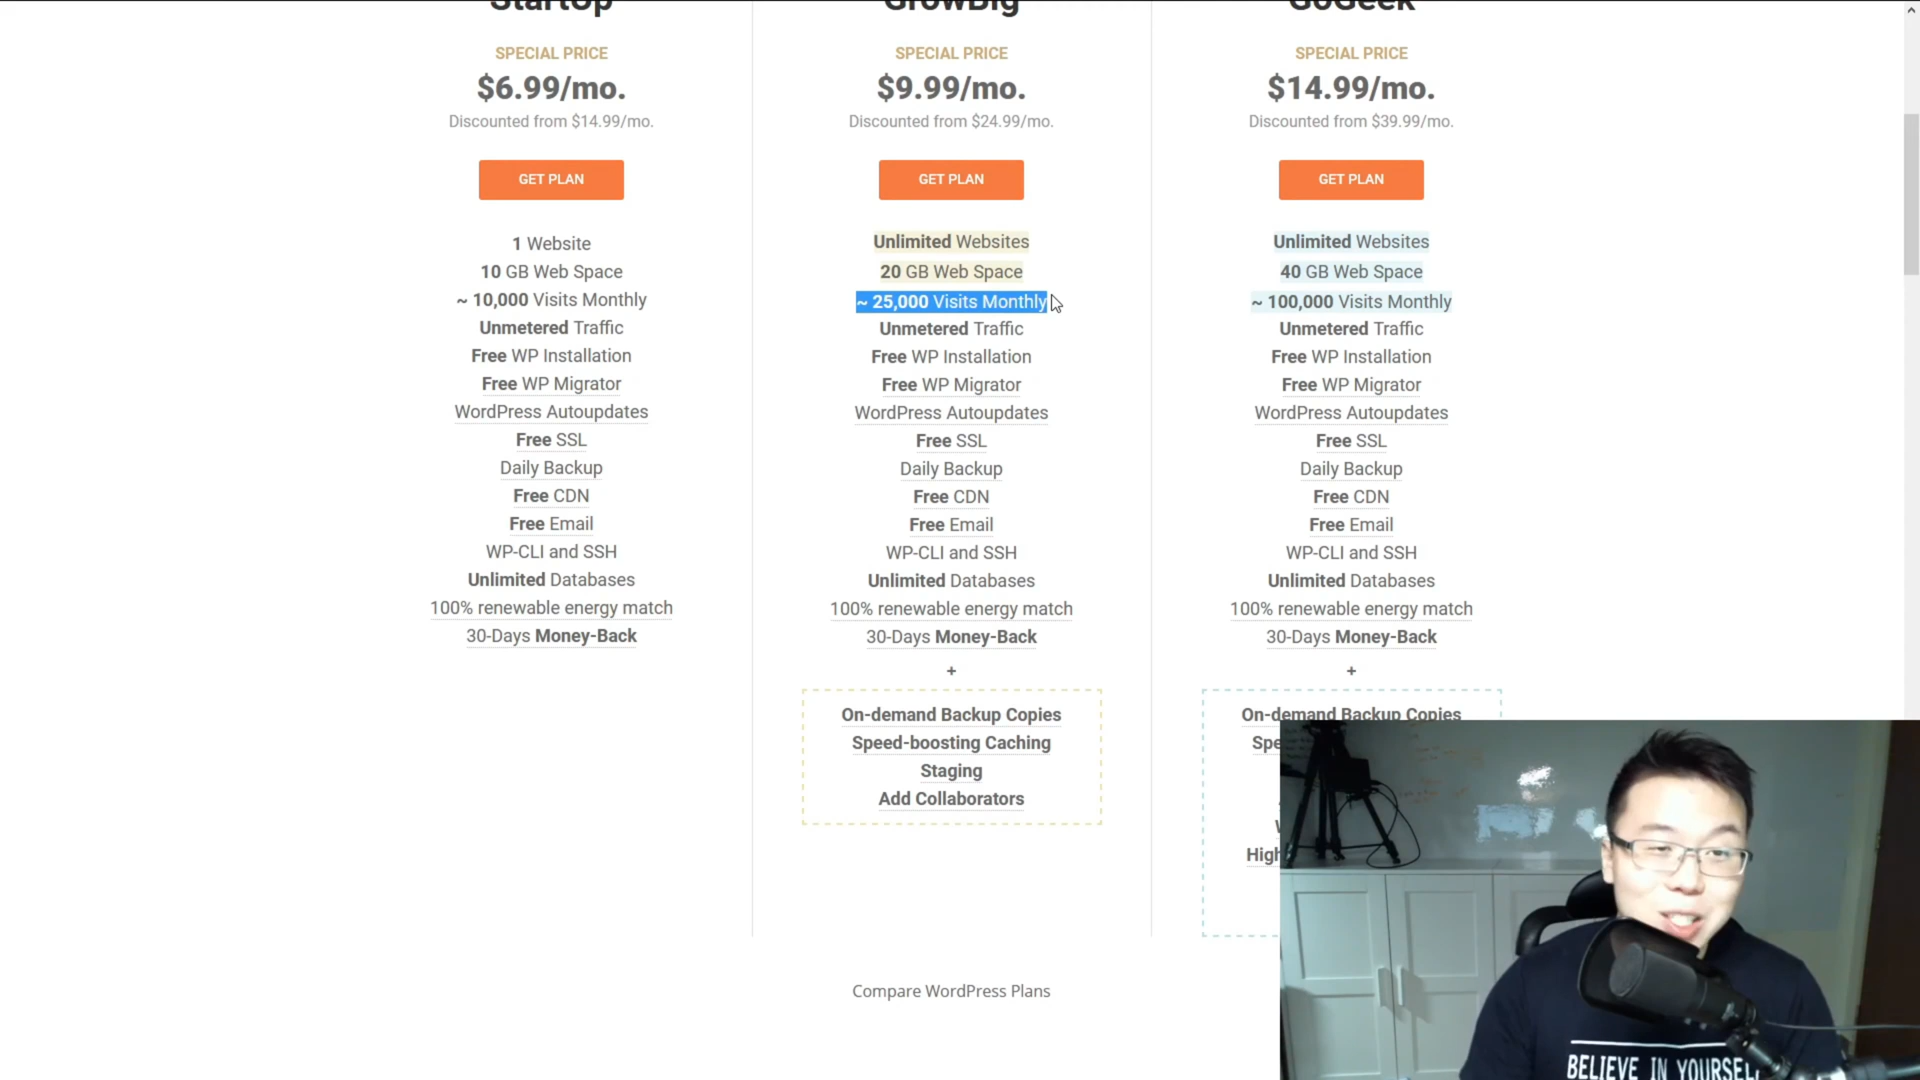 StartUp
SPECIAL PRICE
$6.99/mo.
Discounted from $14.99/mo.
GET PLAN
1 Website
10 GB Web Space
~ 10,000 Visits Monthly
Unmetered Traffic
Free WP Installation
Free WP Migrator
WordPress Autoupdates
Free SSL
Daily Backup
Free CDN
Free Email
WP-CLI and SSH
Unlimited Databases
100% renewable energy match
30-Days Money-Back
GrowBig
SPECIAL PRICE
$9.99/mo.
Discounted from $24.99/mo.
GET PLAN
Unlimited Websites
20 GB Web Space
~ 25,000 Visits Monthly
Unmetered Traffic
Free WP Installation
Free WP Migrator
WordPress Autoupdates
Free SSL
Daily Backup
Free CDN
Free Email
WP-CLI and SSH
Unlimited Databases
100% renewable energy match
30-Days Money-Back
+
On-demand Backup Copies
Speed-boosting Caching
Staging
Add Collaborators
GoGeek
SPECIAL PRICE
$14.99/mo.
Discounted from $39.99/mo.
GET PLAN
Unlimited Websites
40 GB Web Space
~ 100,000 Visits Monthly
Unmetered Traffic
Free WP Installation
Free WP Migrator
WordPress Autoupdates
Free SSL
Daily Backup
Free CDN
Free Email
WP-CLI and SSH
Unlimited Databases
100% renewable energy match
30-Days Money-Back
+
On-demand Backup Copies
Spe
High
Compare WordPress Plans
BELIEVE IN YOURSEL